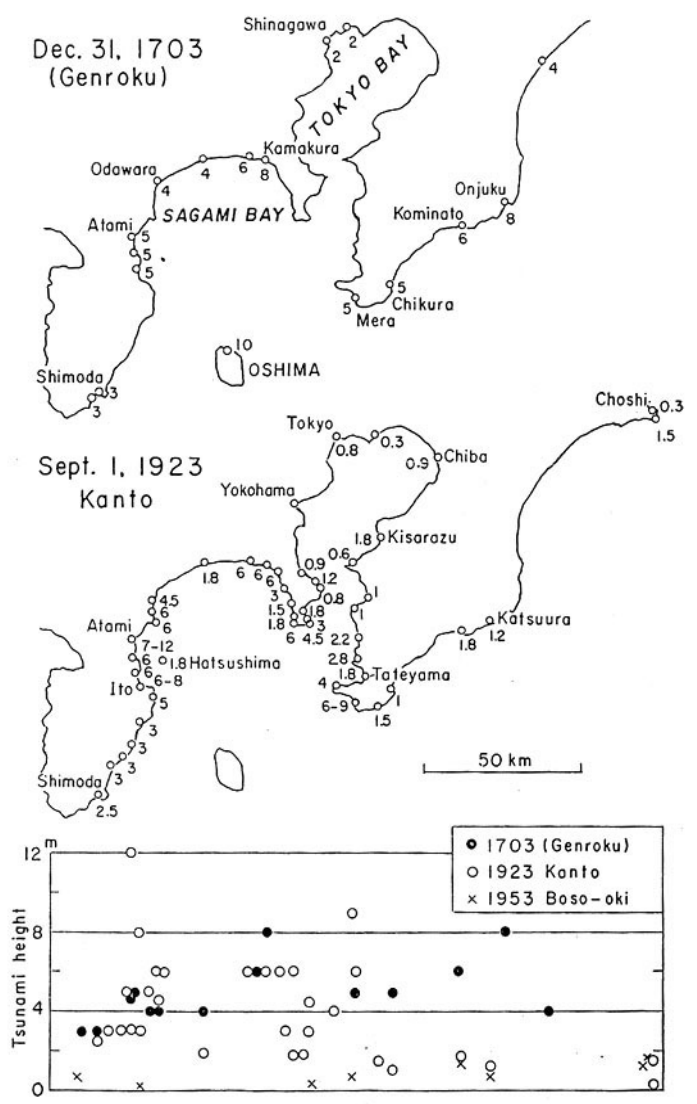 Dec. 31, 1703
(Genroku)
Shinagawa
2
2
TOKYO BAY
4
Kamakura
Odawara
4
4
6
8
SAGAMI BAY
Atami
5
5
5
Onjuku
8
Kominato
6
5
Chikura
5
Mera
10
OSHIMA
Shimoda
3
3
Sept. 1, 1923
Kanto
Choshi
0.3
1.5
Tokyo
0.8
0.3
0.9
Chiba
Yokohama
1.8
Kisarazu
0.6
0.9
1.2
0.8
1.8
6
6
6
3
1.5
1.8
6
4.5
3
1.8
1
1
2.2
2.8
1.8
Tateyama
4
6-9
1.5
1
1.8
1.2
Katsuura
4.5
6
6
Atami
7-12
6
1.8 Hatsushima
6
6-8
Ito
5
3
3
3
3
Shimoda
2.5
50 km
m
12
8
4
0
Tsunami height
● 1703 (Genroku)
○ 1923 Kanto
× 1953 Boso-oki